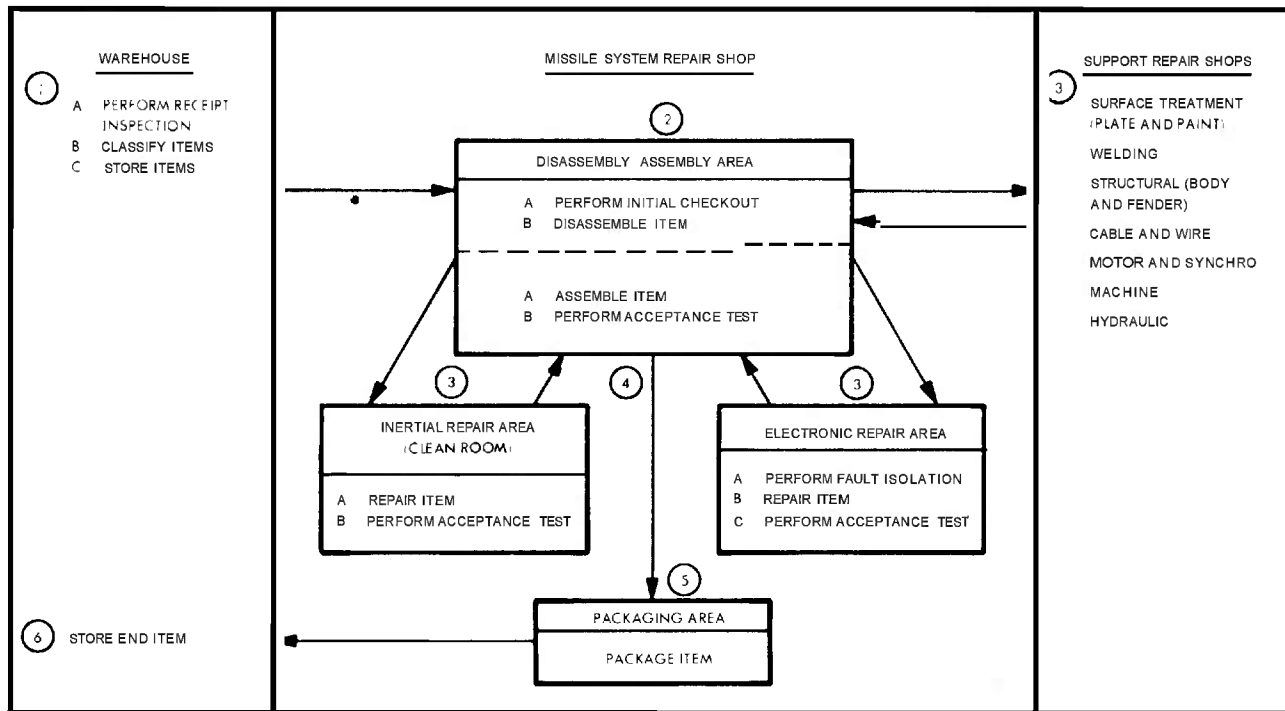 WAREHOUSE
A PERFORM RECEIPT
INSPECTION
B CLASSIFY ITEMS
C STORE ITEMS
6 STORE END ITEM
MISSILE SYSTEM REPAIR SHOP
2
DISASSEMBLY ASSEMBLY AREA
A PERFORM INITIAL CHECKOUT
B DISASSEMBLE ITEM
A ASSEMBLE ITEM
B PERFORM ACCEPTANCE TEST
3
INERTIAL REPAIR AREA
(CLEAN ROOM)
A REPAIR ITEM
B PERFORM ACCEPTANCE TEST
4
3
ELECTRONIC REPAIR AREA
A PERFORM FAULT ISOLATION
B REPAIR ITEM
C PERFORM ACCEPTANCE TEST
5
PACKAGING AREA
PACKAGE ITEM
3
SUPPORT REPAIR SHOPS
SURFACE TREATMENT
(PLATE AND PAINT)
WELDING
STRUCTURAL (BODY
AND FENDER)
CABLE AND WIRE
MOTOR AND SYNCHRO
MACHINE
HYDRAULIC